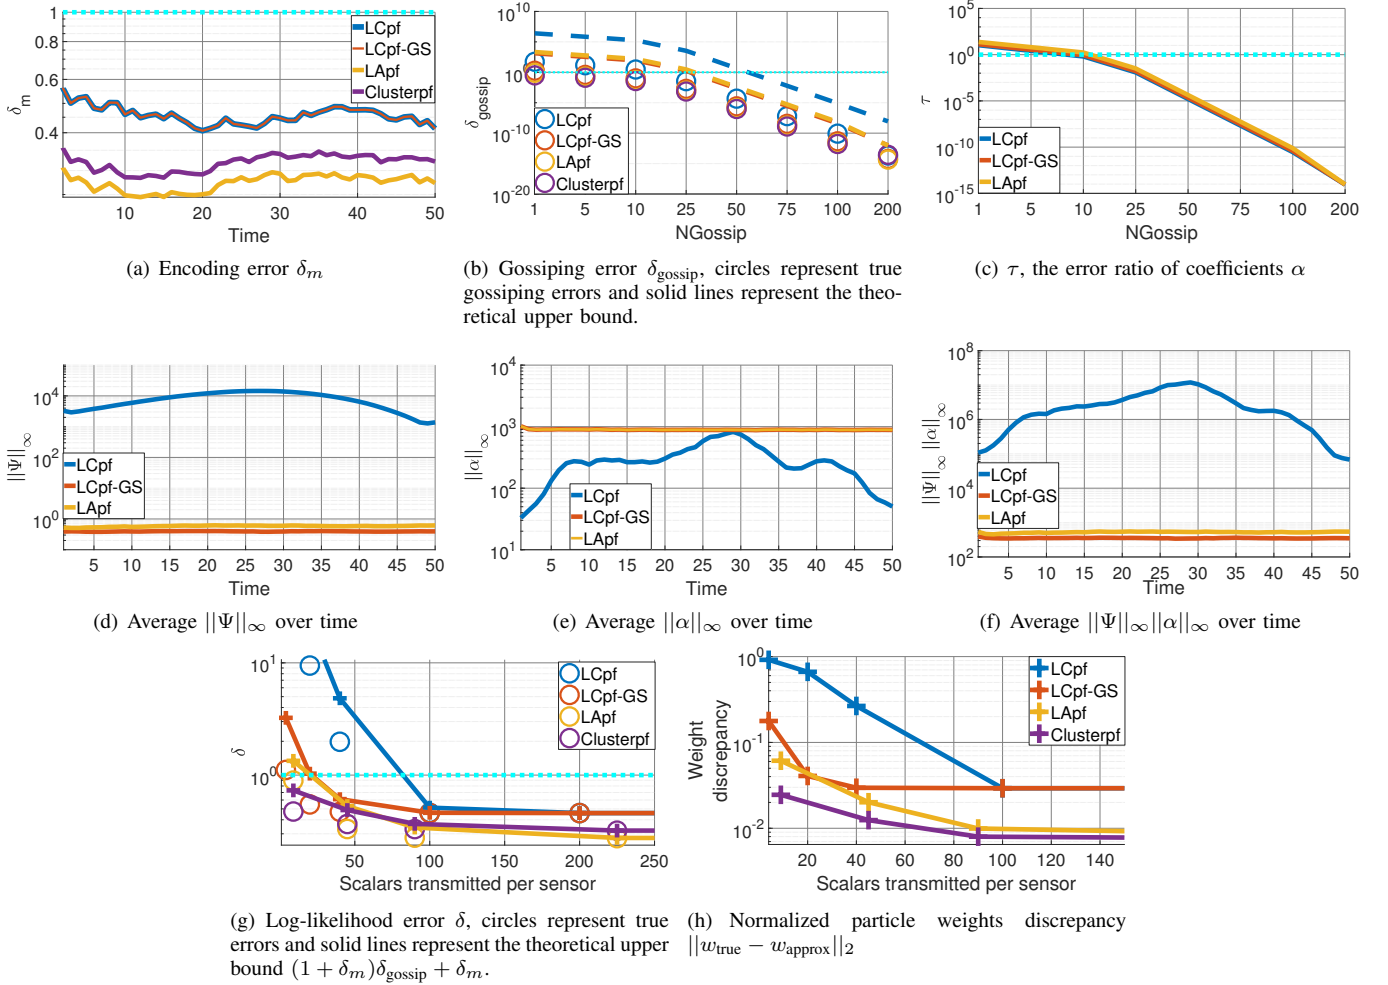 1
0.8
0.6
0.4
δm
10 20 30 40 50
Time
LCpf
LCpf-GS
LApf
Clusterpf
(a) Encoding error δm
10^10
10^0
10^-10
10^-20
δgossip
1 5 10 25 50 75 100 200
NGossip
LCpf
LCpf-GS
LApf
Clusterpf
(b) Gossiping error δgossip, circles represent true
gossiping errors and solid lines represent the theo-
retical upper bound.
10^5
10^0
10^-5
10^-10
10^-15
τ
1 5 10 25 50 75 100 200
NGossip
LCpf
LCpf-GS
LApf
(c) τ, the error ratio of coefficients α
10^4
10^2
10^0
||Ψ||∞
5 10 15 20 25 30 35 40 45 50
Time
LCpf
LCpf-GS
LApf
(d) Average ||Ψ||∞ over time
10^4
10^3
10^2
10^1
||α||∞
5 10 15 20 25 30 35 40 45 50
Time
LCpf
LCpf-GS
LApf
(e) Average ||α||∞ over time
10^8
10^6
10^4
10^2
||Ψ||∞ ||α||∞
5 10 15 20 25 30 35 40 45 50
Time
LCpf
LCpf-GS
LApf
(f) Average ||Ψ||∞||α||∞ over time
10^1
10^0
δ
50 100 150 200 250
Scalars transmitted per sensor
LCpf
LCpf-GS
LApf
Clusterpf
(g) Log-likelihood error δ, circles represent true
errors and solid lines represent the theoretical upper
bound (1 + δm)δgossip + δm.
10^0
10^-1
10^-2
Weight
discrepancy
20 40 60 80 100 120 140
Scalars transmitted per sensor
LCpf
LCpf-GS
LApf
Clusterpf
(h) Normalized particle weights discrepancy
||wtrue − wapprox||2